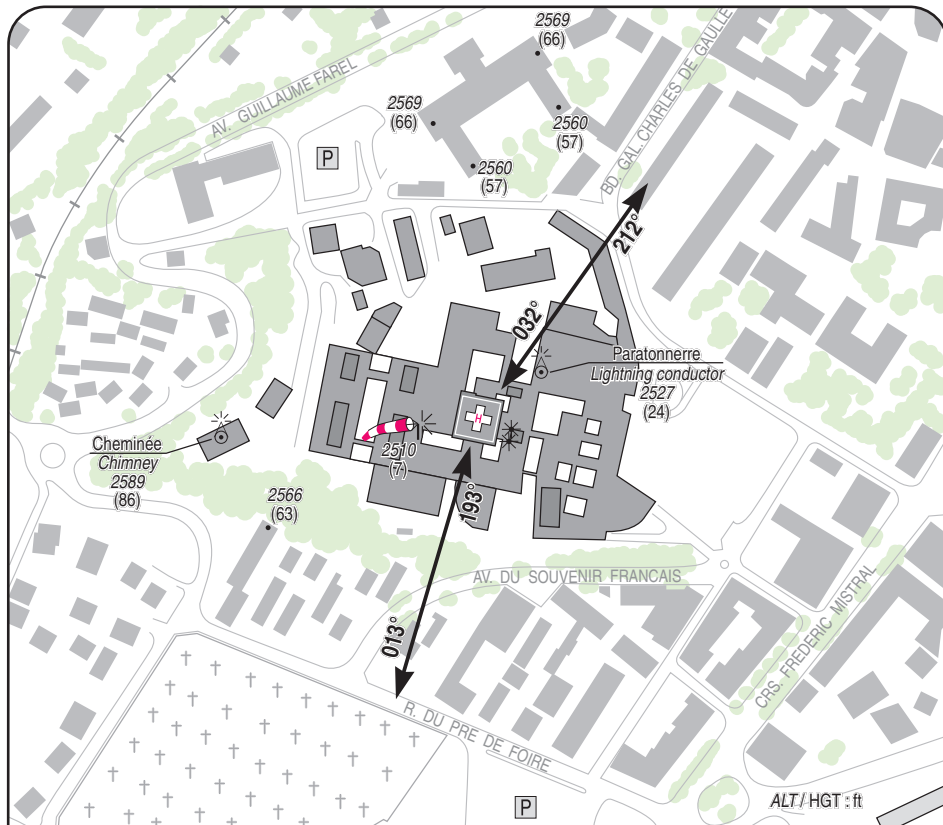 2569
(66)
AV. GUILLAUME FAREL
BD. GAL. CHARLES DE GAULLE
2569
(66)
2560
(57)
P
2560
(57)
212°
032°
Paratonnerre
Lightning conductor
2527
(24)
H
Cheminée
Chimney
2589
(86)
2510
(7)
2566
(63)
193°
AV. DU SOUVENIR FRANCAIS
013°
CRS. FREDERIC MISTRAL
R. DU PRE DE FOIRE
P
ALT / HGT : ft